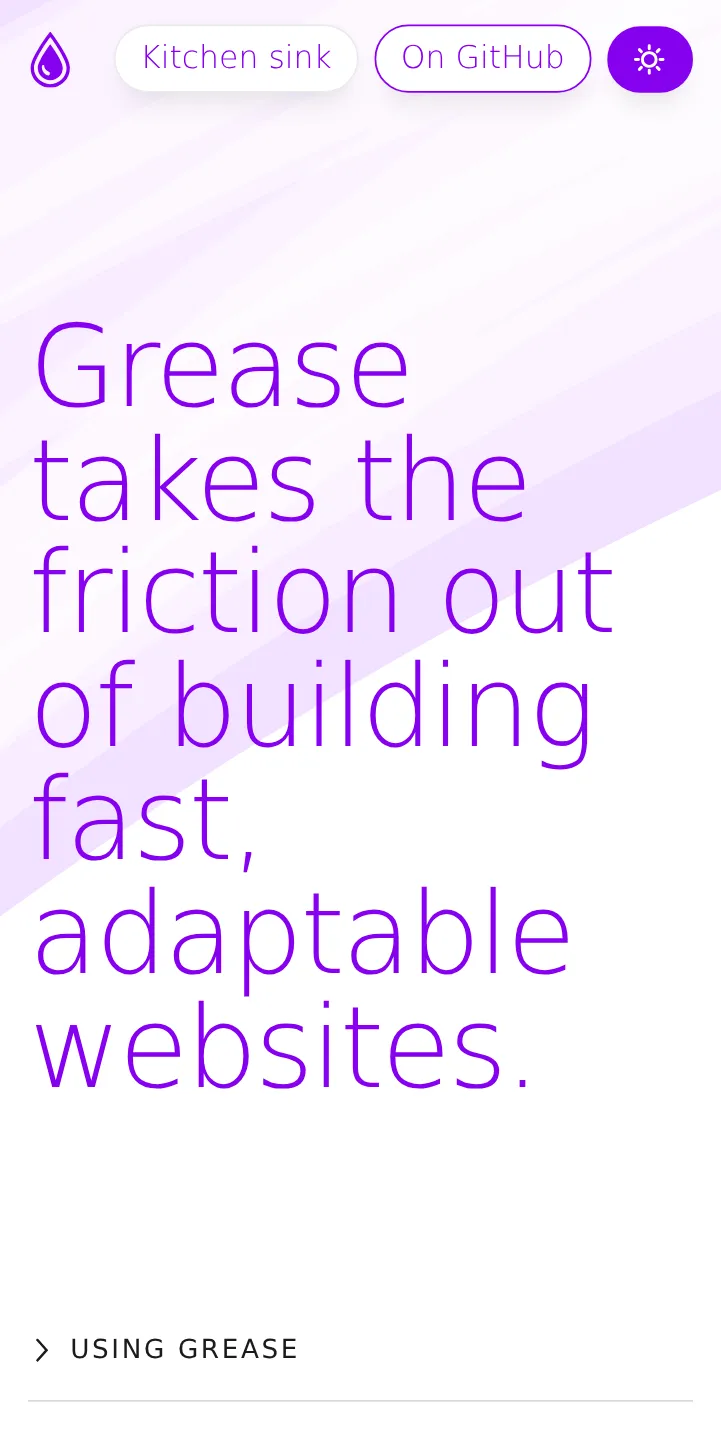 Kitchen sink
On GitHub
Grease
takes the
friction out
of building
fast,
adaptable
websites.
USING GREASE